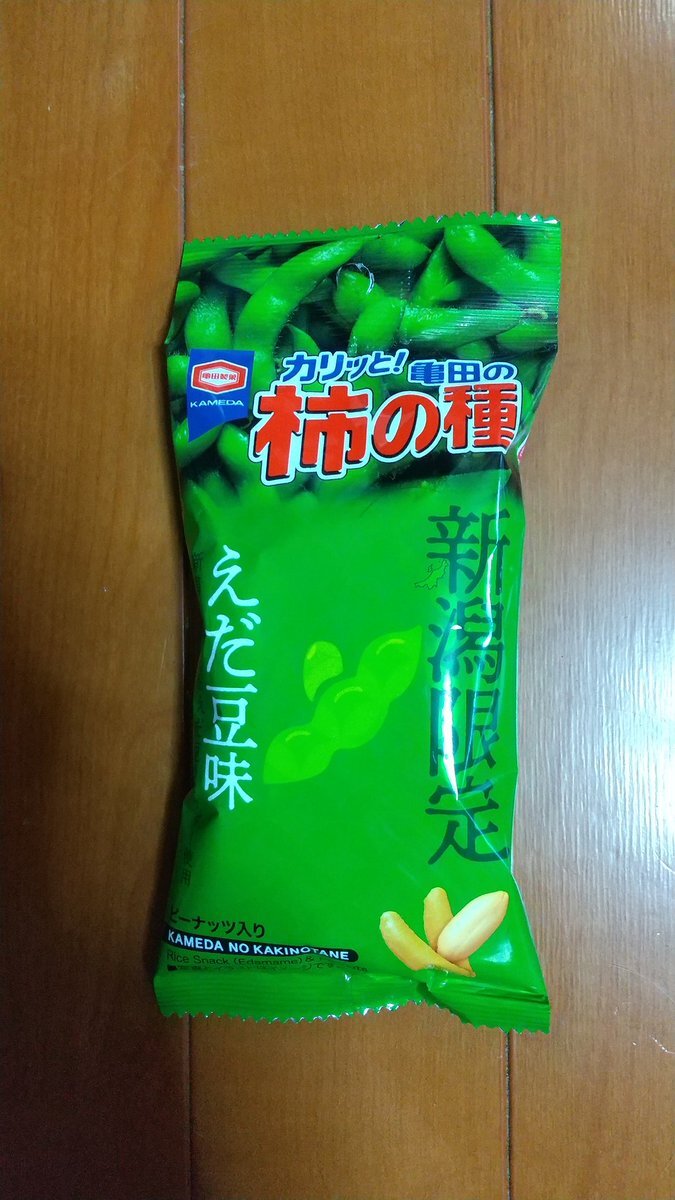 亀田製菓
KAMEDA
カリッと! 亀田の
柿の種
新潟限定
えだ豆味
ピーナッツ入り
KAMEDA NO KAKINOTANE
Rice Snack (Edamame) &